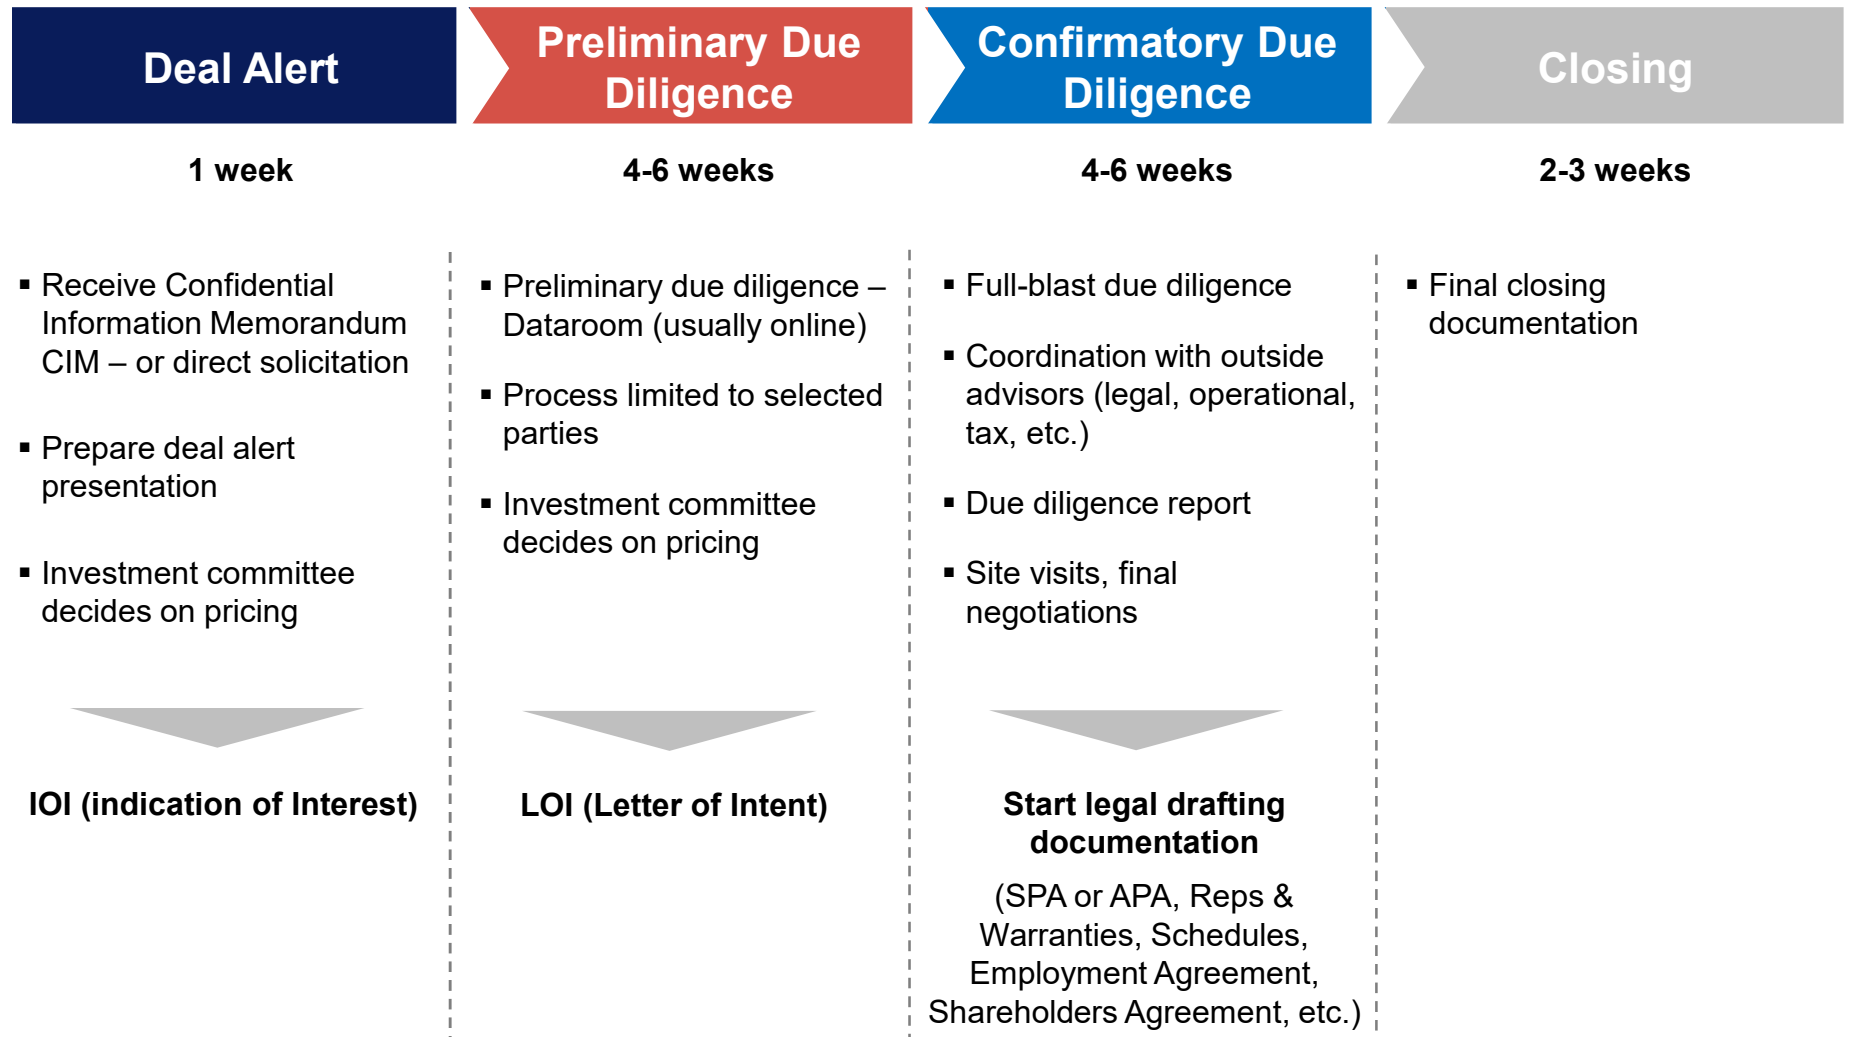 Deal Alert
Preliminary Due
Diligence
Confirmatory Due
Diligence
Closing
1 week
4-6 weeks
4-6 weeks
2-3 weeks
▪ Receive Confidential
Information Memorandum
CIM – or direct solicitation
▪ Prepare deal alert
presentation
▪ Investment committee
decides on pricing
IOI (indication of Interest)
▪ Preliminary due diligence –
Dataroom (usually online)
▪ Process limited to selected
parties
▪ Investment committee
decides on pricing
LOI (Letter of Intent)
▪ Full-blast due diligence
▪ Coordination with outside
advisors (legal, operational,
tax, etc.)
▪ Due diligence report
▪ Site visits, final
negotiations
Start legal drafting
documentation
(SPA or APA, Reps &
Warranties, Schedules,
Employment Agreement,
Shareholders Agreement, etc.)
▪ Final closing
documentation